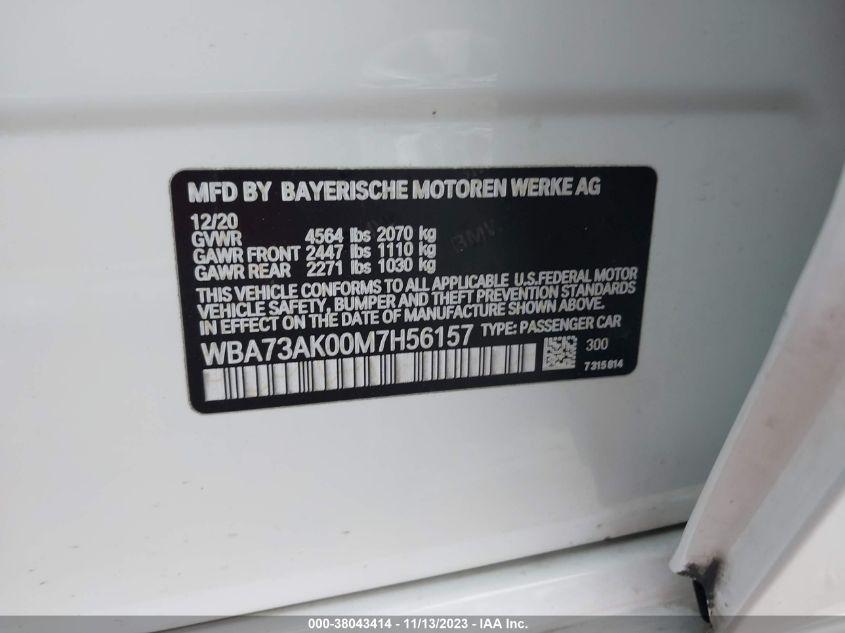 MFD BY BAYERISCHE MOTOREN WERKE AG
12/20
GVWR 4564 lbs 2070 kg
GAWR FRONT 2447 lbs 1110 kg
GAWR REAR 2271 lbs 1030 kg
THIS VEHICLE CONFORMS TO ALL APPLICABLE U.S.FEDERAL MOTOR
VEHICLE SAFETY, BUMPER AND THEFT PREVENTION STANDARDS
IN EFFECT ON THE DATE OF MANUFACTURE SHOWN ABOVE.
WBA73AK00M7H56157 TYPE: PASSENGER CAR
300
7 315 814
000-38043414 - 11/13/2023 - IAA Inc.